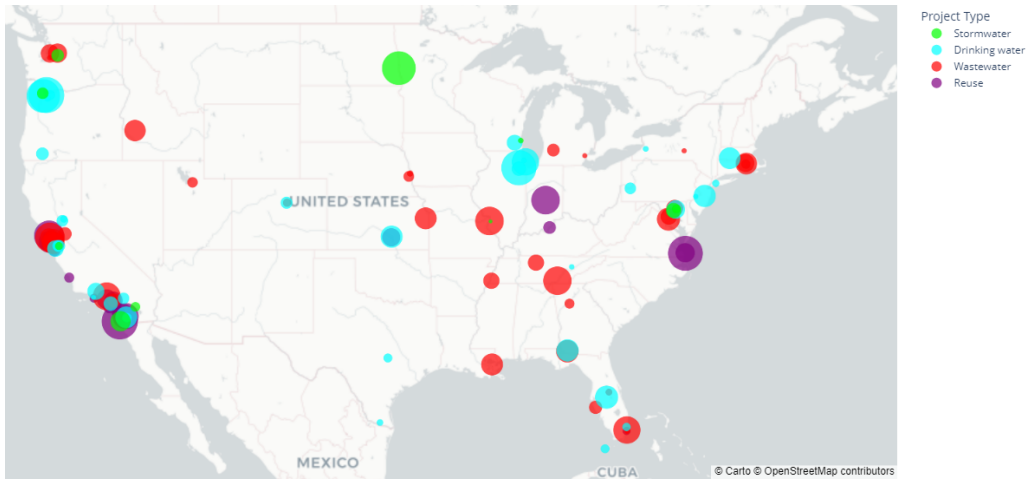 Project Type
Stormwater
Drinking water
Wastewater
Reuse
UNITED STATES
MEXICO
CUBA
© Carto © OpenStreetMap contributors